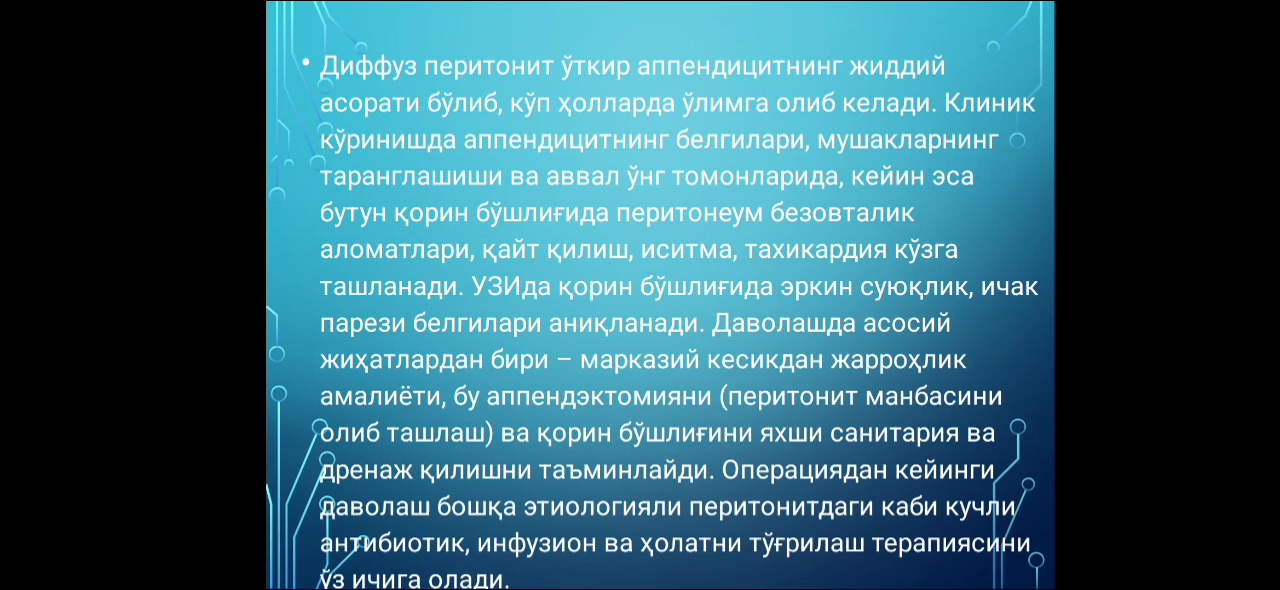 • Диффуз перитонит ўткир аппендицитнинг жиддий
асорати бўлиб, кўп ҳолларда ўлимга олиб келади. Клиник
кўринишда аппендицитнинг белгилари, мушакларнинг
таранглашиши ва аввал ўнг томонларида, кейин эса
бутун қорин бўшлиғида перитонеум безовталик
аломатлари, қайт қилиш, иситма, тахикардия кўзга
ташланади. УЗИда қорин бўшлиғида эркин суюқлик, ичак
парези белгилари аниқланади. Даволашда асосий
жиҳатлардан бири – марказий кесикдан жарроҳлик
амалиёти, бу аппендэктомияни (перитонит манбасини
олиб ташлаш) ва қорин бўшлиғини яхши санитария ва
дренаж қилишни таъминлайди. Операциядан кейинги
даволаш бошқа этиологияли перитонитдаги каби кучли
антибиотик, инфузион ва ҳолатни тўғрилаш терапиясини
ўз ичига олади.